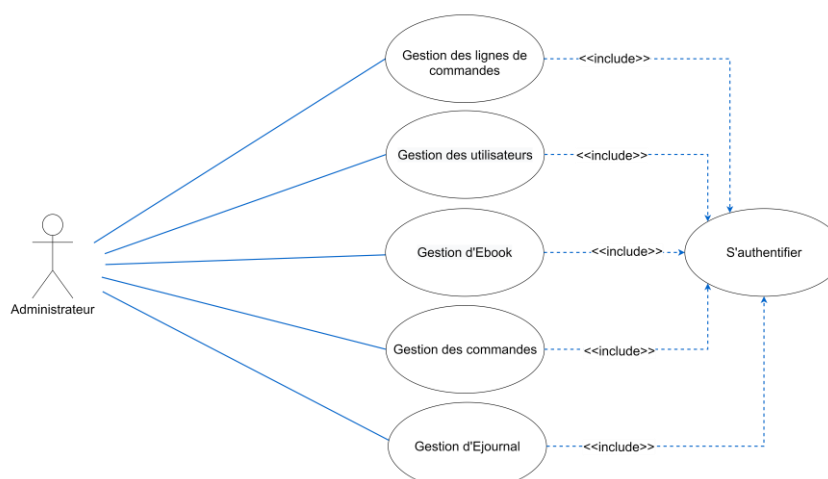 Gestion des lignes de
commandes
<<include>>
Gestion des utilisateurs
<<include>>
Gestion d'Ebook
<<include>>
S'authentifier
Administrateur
Gestion des commandes
<<include>>
Gestion d'Ejournal
<<include>>